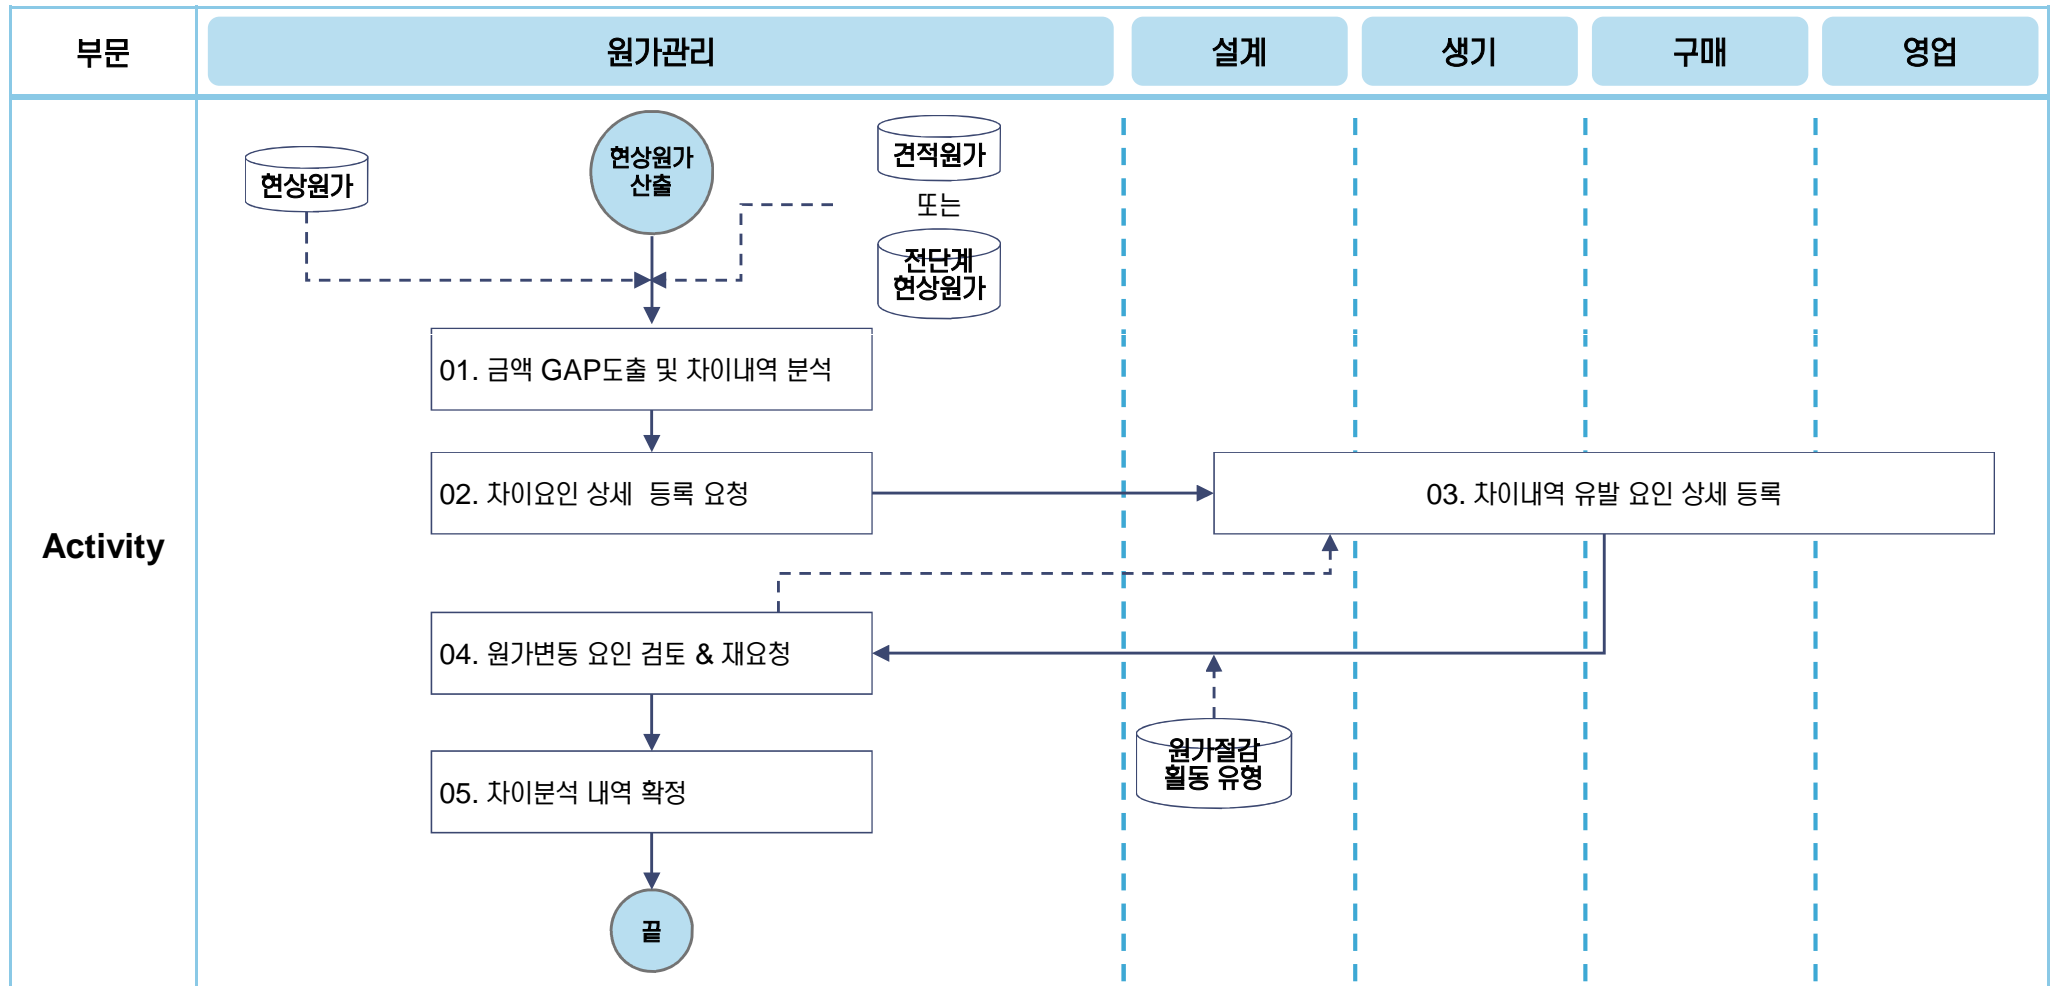 부문
원가관리
설계
생기
구매
영업
Activity
현상원가
현상원가
산출
견적원가
또는
전단계
현상원가
01. 금액 GAP도출 및 차이내역 분석
02. 차이요인 상세  등록 요청
03. 차이내역 유발 요인 상세 등록
04. 원가변동 요인 검토 & 재요청
원가절감
활동 유형
05. 차이분석 내역 확정
끝